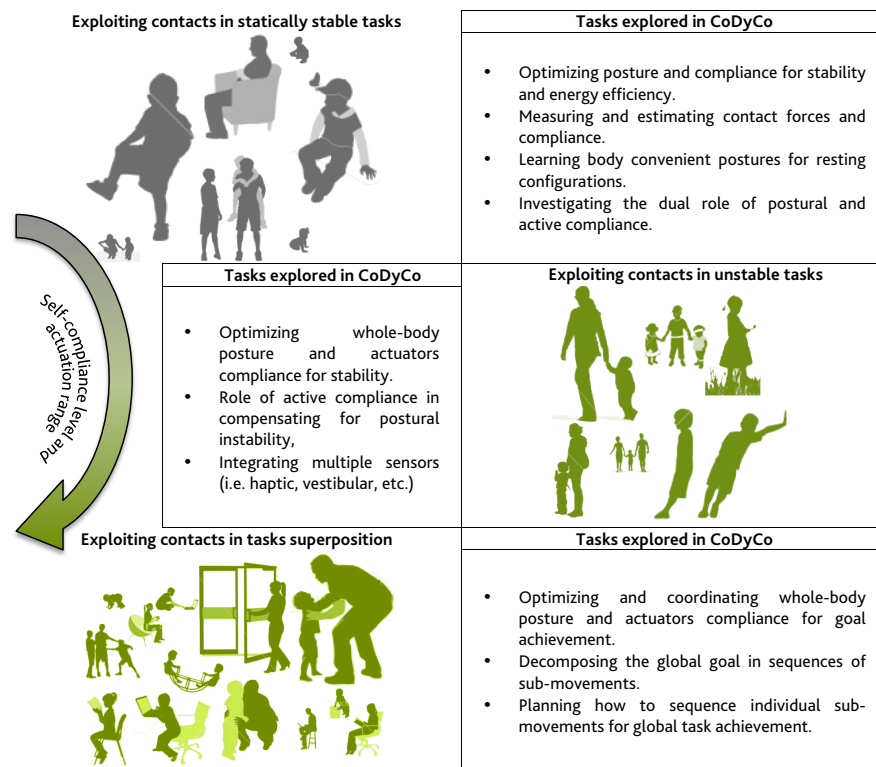 Exploiting contacts in statically stable tasks
Tasks explored in CoDyCo
• Optimizing posture and compliance for stability
and energy efficiency.
• Measuring and estimating contact forces and
compliance.
• Learning body convenient postures for resting
configurations.
• Investigating the dual role of postural and
active compliance.
Self-compliance level and
actuation range
Tasks explored in CoDyCo
• Optimizing whole-body
posture and actuators
compliance for stability.
• Role of active compliance in
compensating for postural
instability,
• Integrating multiple sensors
(i.e. haptic, vestibular, etc.)
Exploiting contacts in unstable tasks
Exploiting contacts in tasks superposition
Tasks explored in CoDyCo
• Optimizing and coordinating whole-body
posture and actuators compliance for goal
achievement.
• Decomposing the global goal in sequences of
sub-movements.
• Planning how to sequence individual sub-
movements for global task achievement.